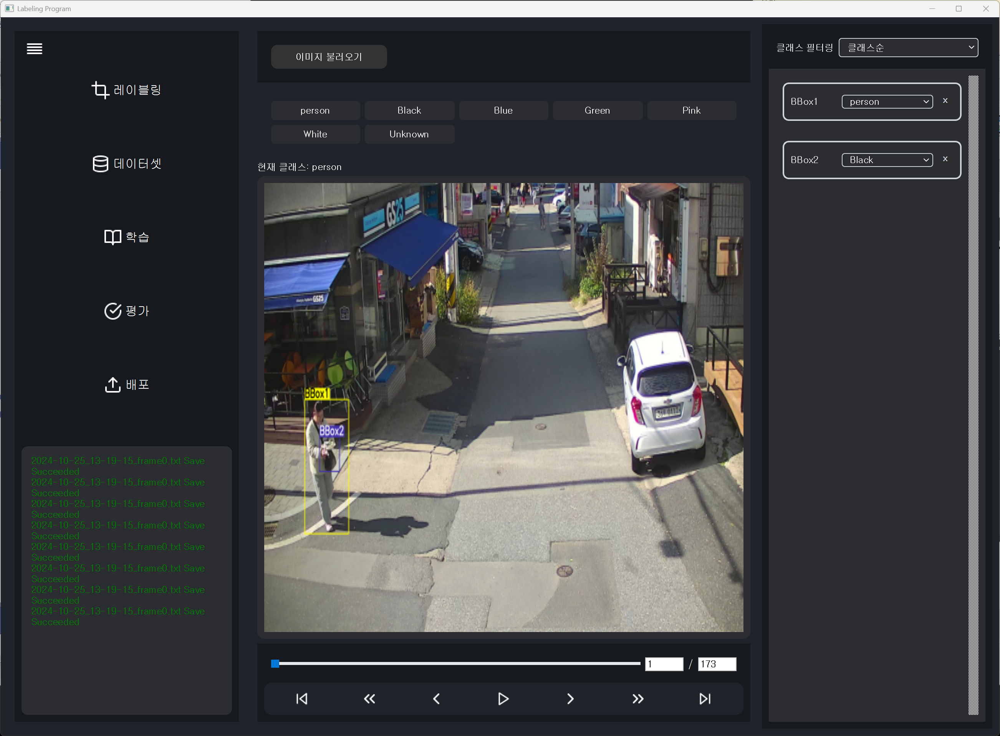 Labeling Program
레이블링
데이터셋
학습
평가
배포
2024-10-25_13-19-15_frame0.txt Save
Succeeded
2024-10-25_13-19-15_frame0.txt Save
Succeeded
2024-10-25_13-19-15_frame0.txt Save
Succeeded
2024-10-25_13-19-15_frame0.txt Save
Succeeded
2024-10-25_13-19-15_frame0.txt Save
Succeeded
2024-10-25_13-19-15_frame0.txt Save
Succeeded
2024-10-25_13-19-15_frame0.txt Save
Succeeded
2024-10-25_13-19-15_frame0.txt Save
Succeeded
이미지 불러오기
person Black Blue Green Pink
White Unknown
현재 클래스: person
GS25
GS25
BBox1
BBox2
1 / 173
클래스 필터링 클래스순
BBox1 person x
BBox2 Black x